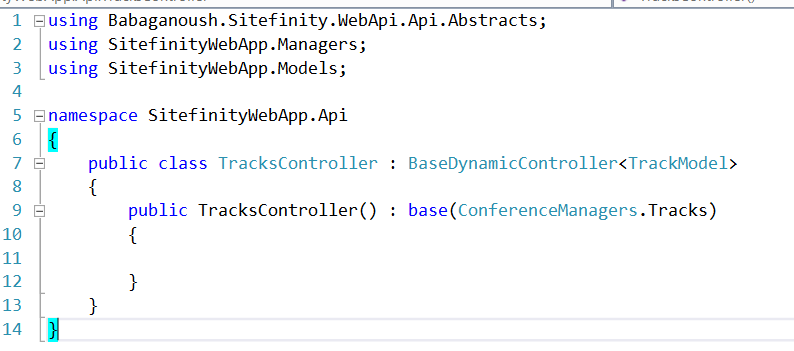 1 using Babaganoush.Sitefinity.WebApi.Api.Abstracts;
2 using SitefinityWebApp.Managers;
3 using SitefinityWebApp.Models;
4
5 namespace SitefinityWebApp.Api
6 {
7     public class TracksController : BaseDynamicController<TrackModel>
8     {
9         public TracksController() : base(ConferenceManagers.Tracks)
10         {
11
12         }
13     }
14 }